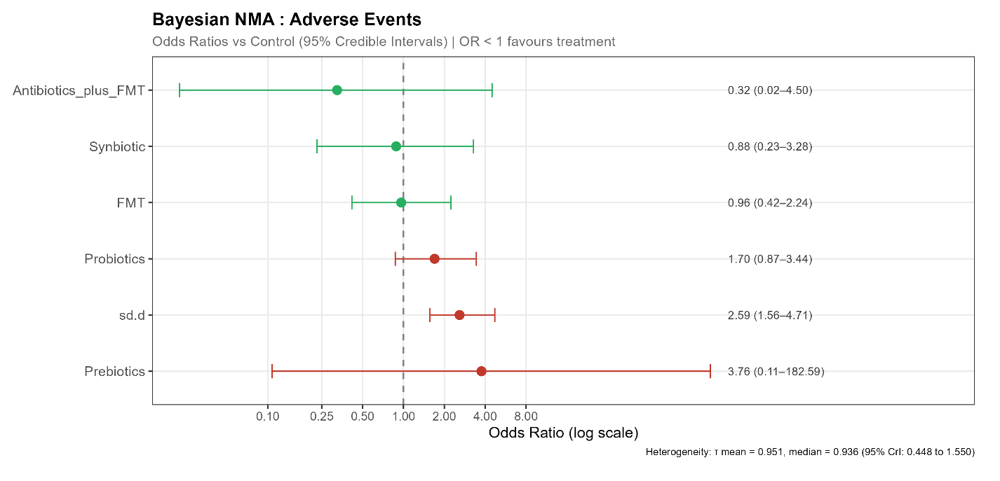 Bayesian NMA : Adverse Events
Odds Ratios vs Control (95% Credible Intervals) | OR < 1 favours treatment
Antibiotics_plus_FMT 0.32 (0.02–4.50)
Synbiotic 0.88 (0.23–3.28)
FMT 0.96 (0.42–2.24)
Probiotics 1.70 (0.87–3.44)
sd.d 2.59 (1.56–4.71)
Prebiotics 3.76 (0.11–182.59)
0.10 0.25 0.50 1.00 2.00 4.00 8.00
Odds Ratio (log scale)
Heterogeneity: τ mean = 0.951, median = 0.936 (95% CrI: 0.448 to 1.550)